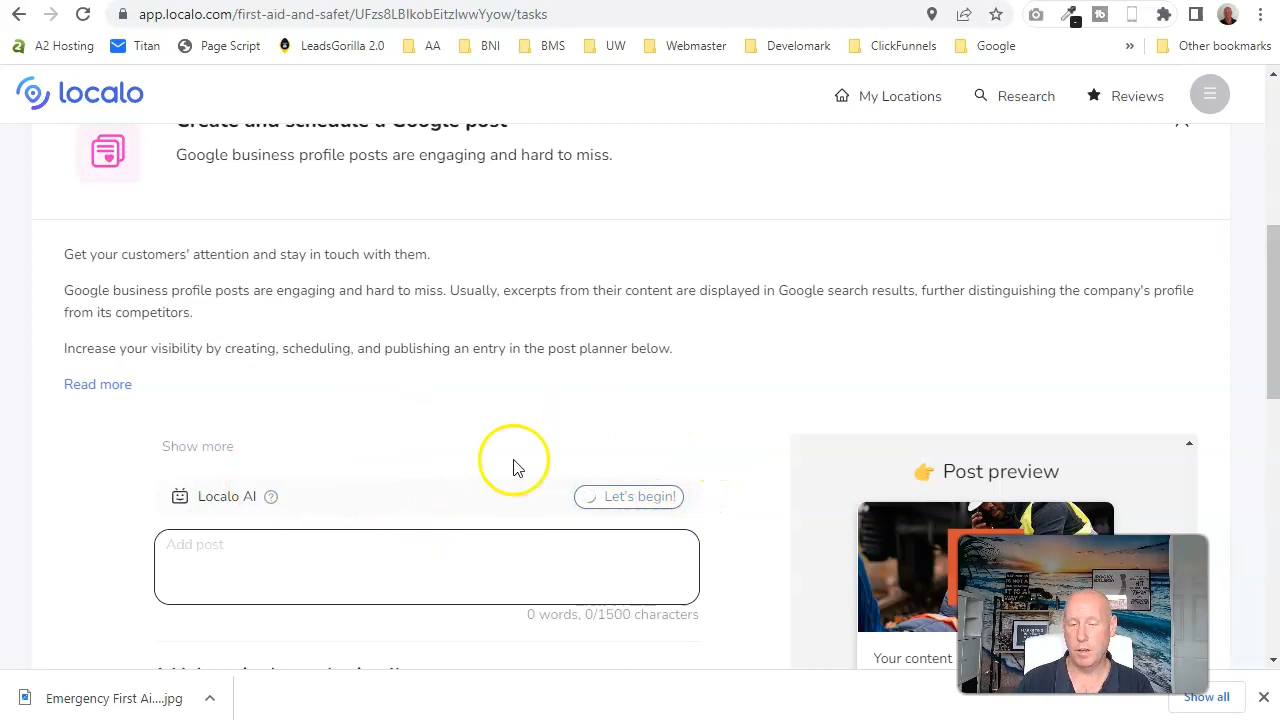 app.localo.com/first-aid-and-safet/UFzs8LBIkobEitzIwwYyow/tasks
A2 Hosting
Titan
Page Script
LeadsGorilla 2.0
AA
BNI
BMS
UW
Webmaster
Develomark
ClickFunnels
Google
»
Other bookmarks
localo
My Locations
Research
Reviews
Create and schedule a Google post
Google business profile posts are engaging and hard to miss.
Get your customers' attention and stay in touch with them.
Google business profile posts are engaging and hard to miss. Usually, excerpts from their content are displayed in Google search results, further distinguishing the company's profile
from its competitors.
Increase your visibility by creating, scheduling, and publishing an entry in the post planner below.
Read more
Show more
Localo AI ?
Let's begin!
Add post
0 words, 0/1500 characters
Post preview
Your content
Emergency First Ai....jpg
Show all